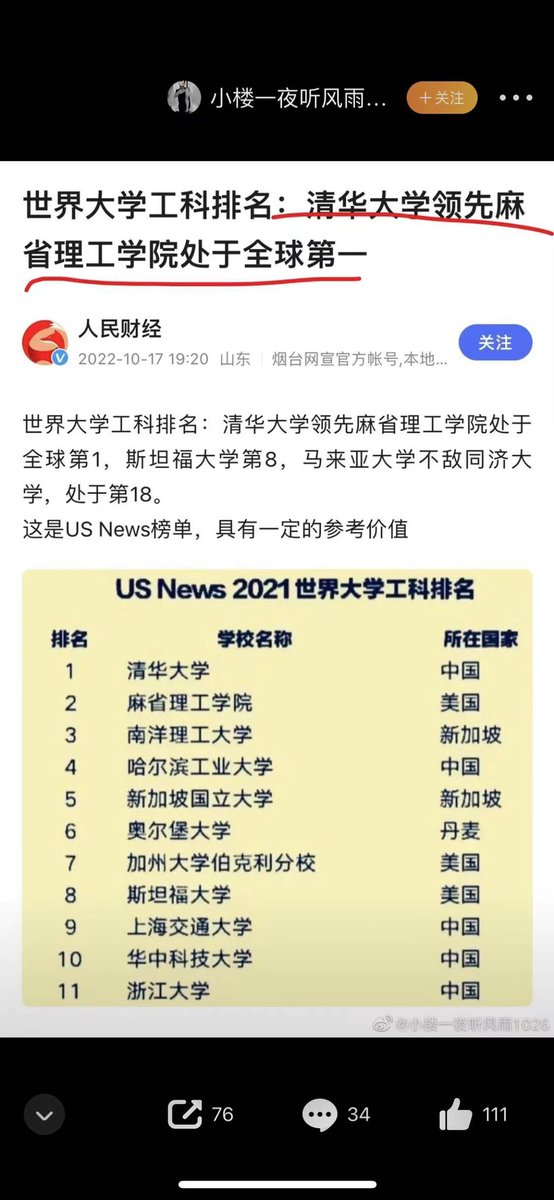 小楼一夜听风雨...
+关注
世界大学工科排名：清华大学领先麻
省理工学院处于全球第一
人民财经
2022-10-17 19:20 山东 烟台网宣官方帐号,本地...
关注
世界大学工科排名：清华大学领先麻省理工学院处于
全球第1，斯坦福大学第8，马来亚大学不敌同济大
学，处于第18。
这是US News榜单，具有一定的参考价值
US News 2021世界大学工科排名
排名 学校名称 所在国家
1 清华大学 中国
2 麻省理工学院 美国
3 南洋理工大学 新加坡
4 哈尔滨工业大学 中国
5 新加坡国立大学 新加坡
6 奥尔堡大学 丹麦
7 加州大学伯克利分校 美国
8 斯坦福大学 美国
9 上海交通大学 中国
10 华中科技大学 中国
11 浙江大学 中国
@小楼一夜听风雨1026
76 34 111